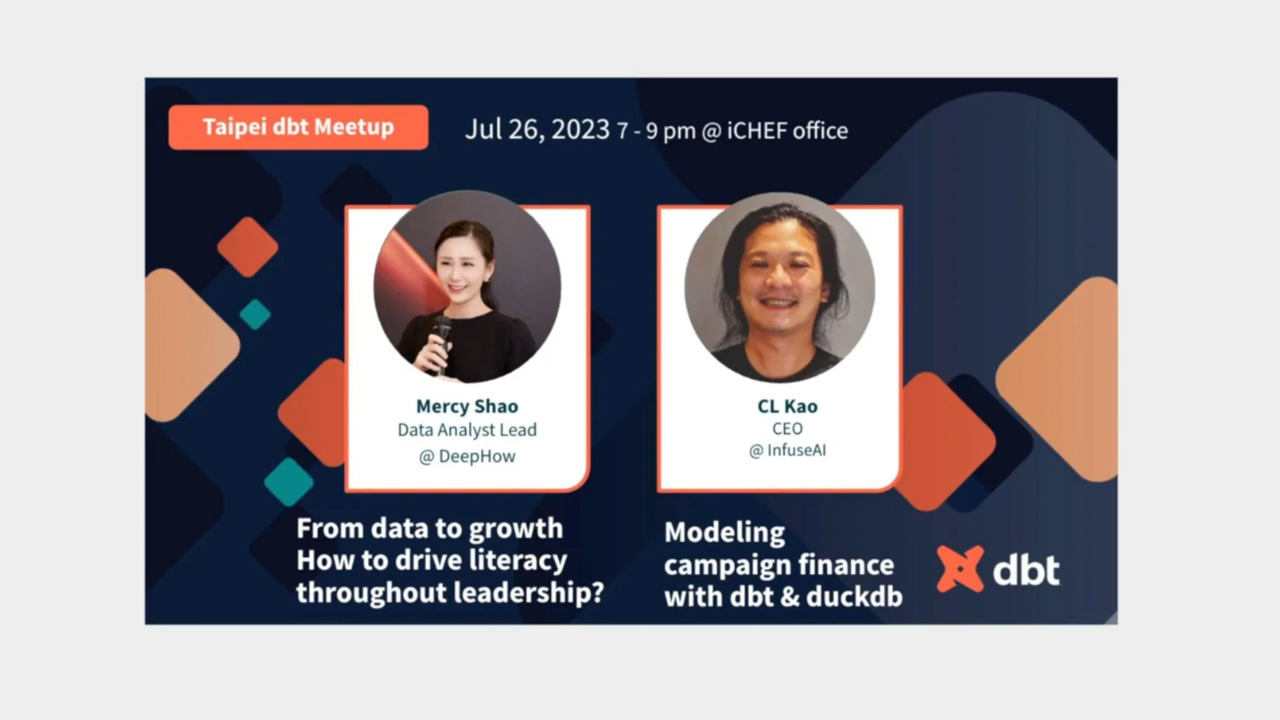 Taipei dbt Meetup
Jul 26, 2023 7 - 9 pm @ iCHEF office
Mercy Shao
Data Analyst Lead
@ DeepHow
CL Kao
CEO
@ InfuseAI
From data to growth
How to drive literacy
throughout leadership?
Modeling
campaign finance
with dbt & duckdb
dbt